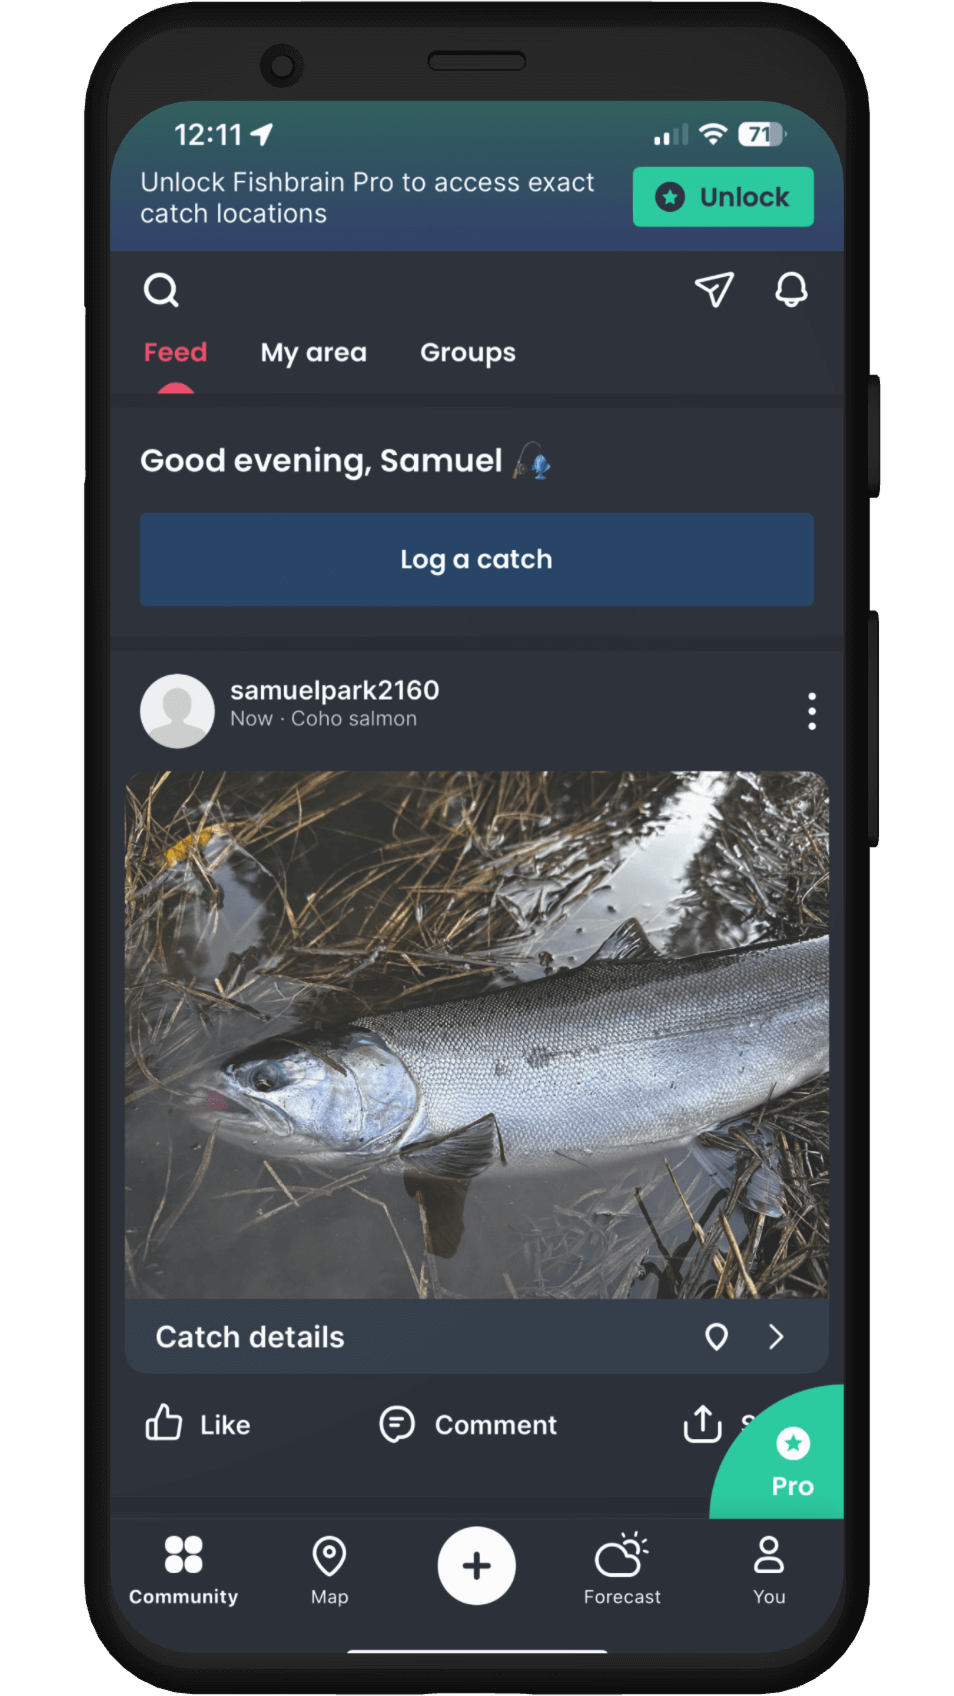 12:11
71
Unlock Fishbrain Pro to access exact
catch locations
Unlock
Feed
My area
Groups
Good evening, Samuel
Log a catch
samuelpark2160
Now · Coho salmon
Catch details
Like
Comment
Pro
Community
Map
Forecast
You